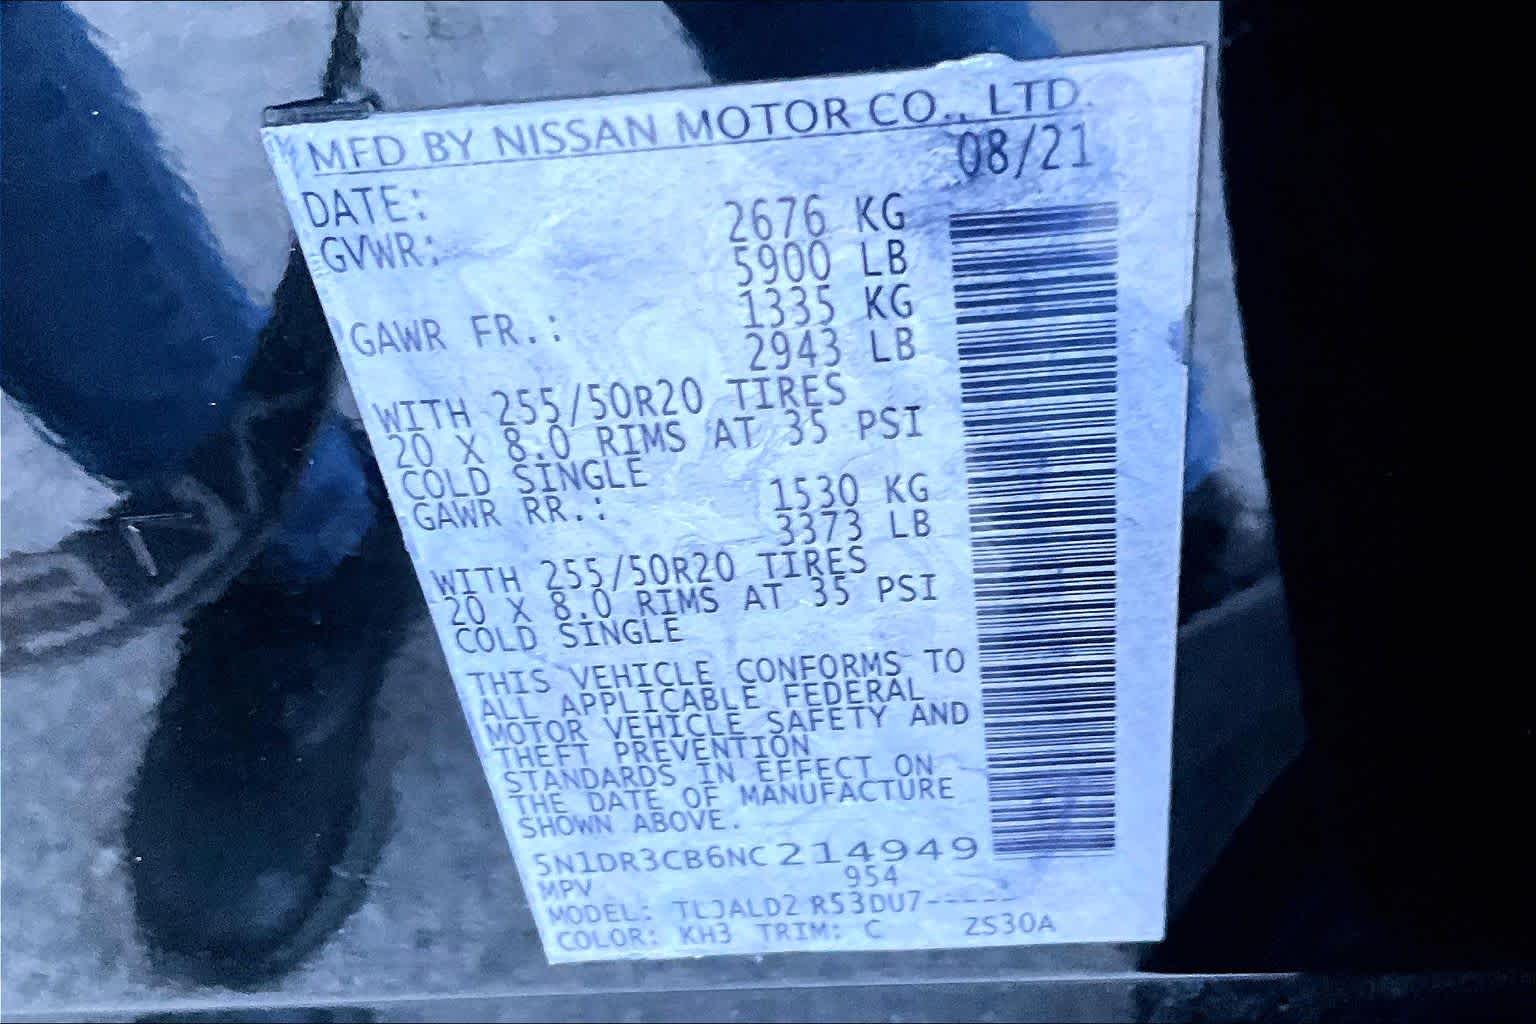 MFD BY NISSAN MOTOR CO., LTD.
DATE: 08/21
GVWR: 2676 KG
5900 LB
GAWR FR.: 1335 KG
2943 LB
WITH 255/50R20 TIRES
20 X 8.0 RIMS AT 35 PSI
COLD SINGLE
GAWR RR.: 1530 KG
3373 LB
WITH 255/50R20 TIRES
20 X 8.0 RIMS AT 35 PSI
COLD SINGLE
THIS VEHICLE CONFORMS TO
ALL APPLICABLE FEDERAL
MOTOR VEHICLE SAFETY AND
THEFT PREVENTION
STANDARDS IN EFFECT ON
THE DATE OF MANUFACTURE
SHOWN ABOVE.
5N1DR3CB6NC214949
MPV 954
MODEL: TLJALD2 R53DU7-----
COLOR: KH3 TRIM: C ZS30A